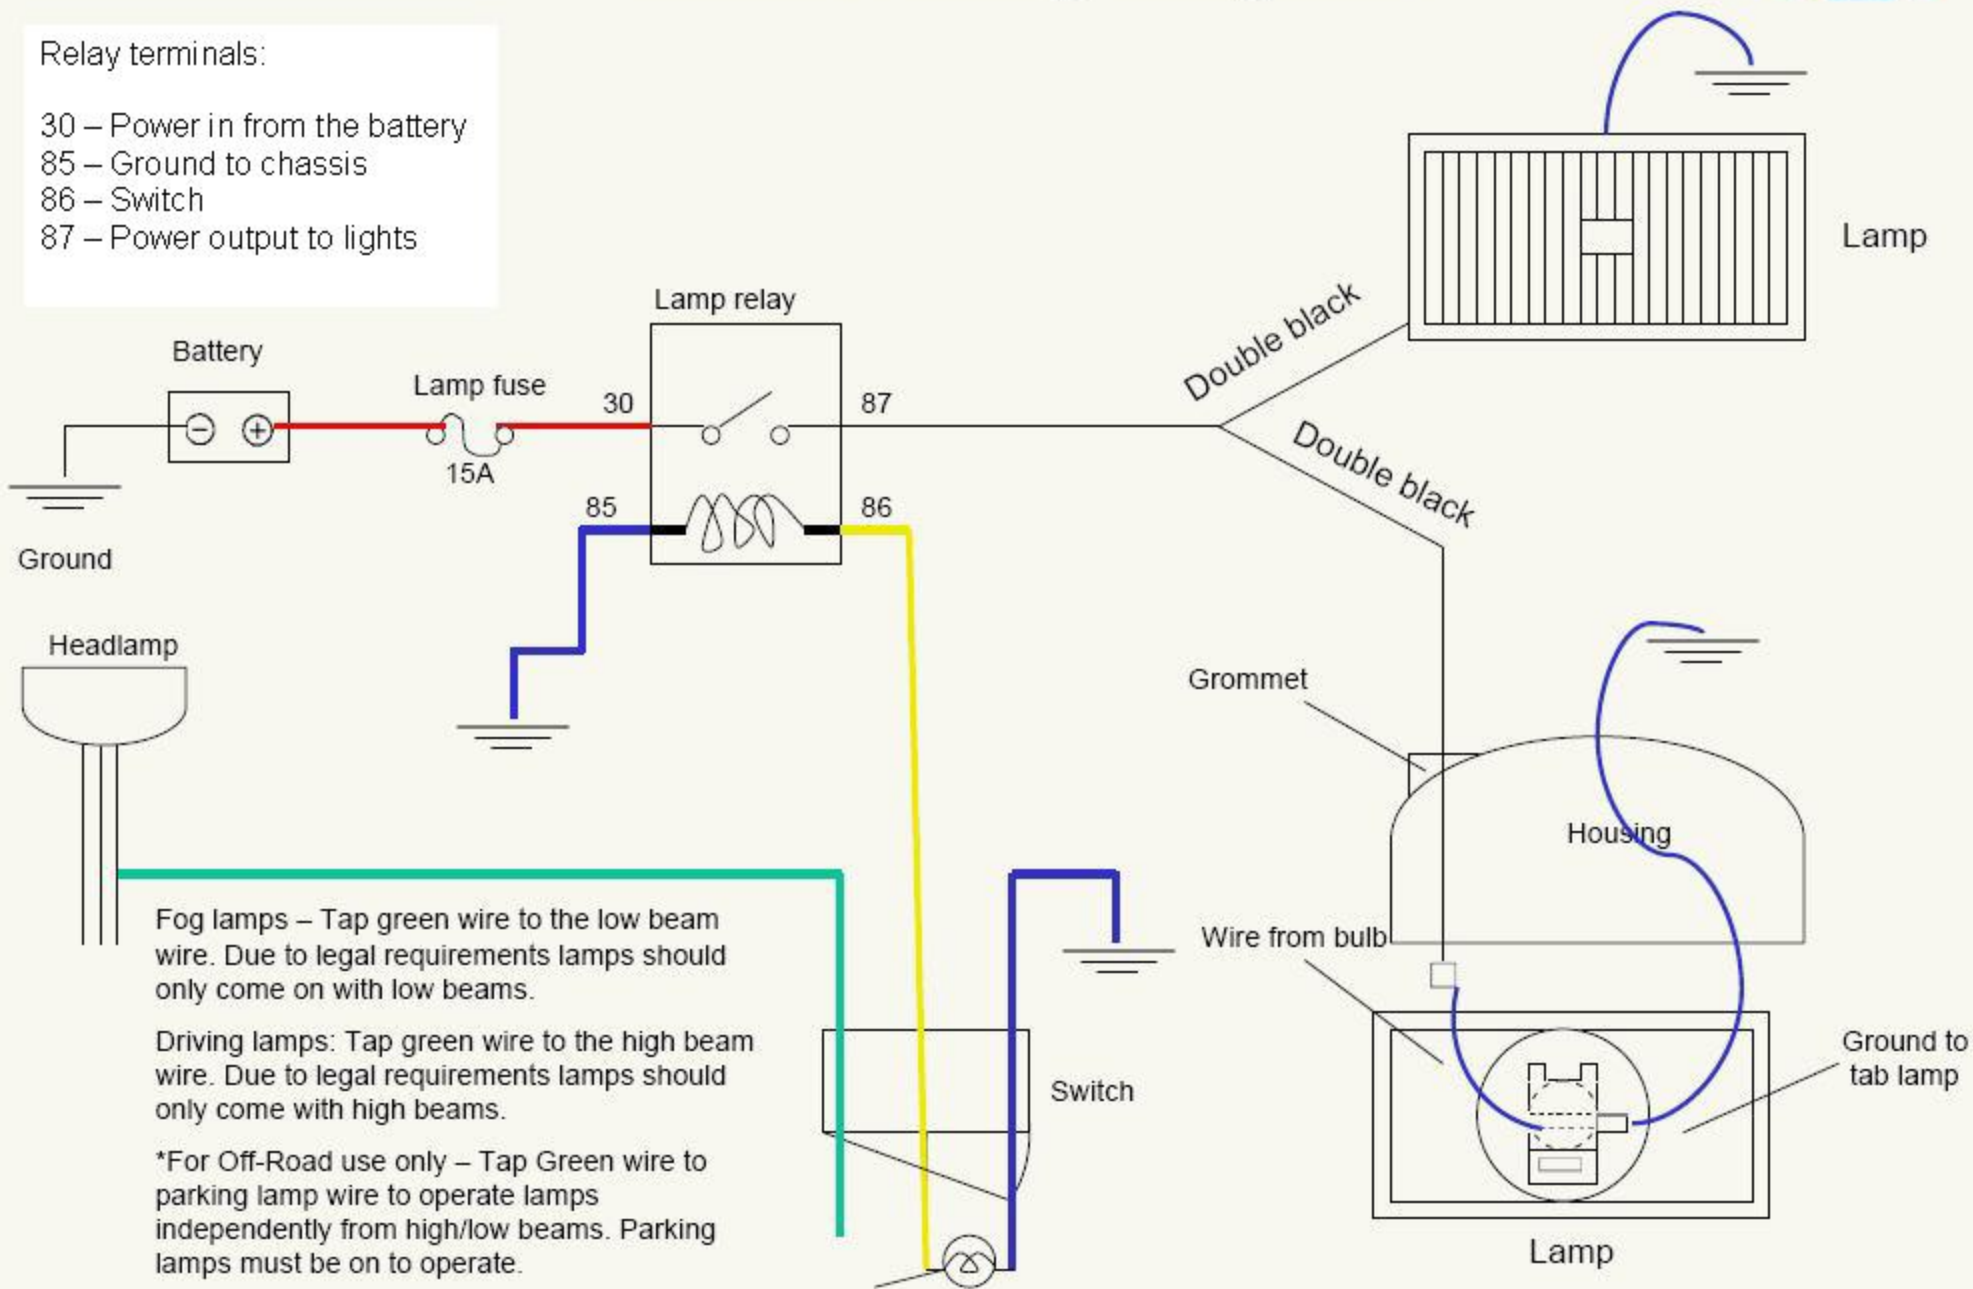 Relay terminals:
30 – Power in from the battery
85 – Ground to chassis
86 – Switch
87 – Power output to lights
Lamp
Lamp relay
Double black
Battery
Lamp fuse
30
87
15A
Double black
85
86
Ground
Headlamp
Grommet
Housing
Fog lamps – Tap green wire to the low beam
wire. Due to legal requirements lamps should
only come on with low beams.
Wire from bulb
Driving lamps: Tap green wire to the high beam
wire. Due to legal requirements lamps should
only come with high beams.
Switch
Ground to
tab lamp
*For Off-Road use only – Tap Green wire to
parking lamp wire to operate lamps
independently from high/low beams. Parking
lamps must be on to operate.
Lamp